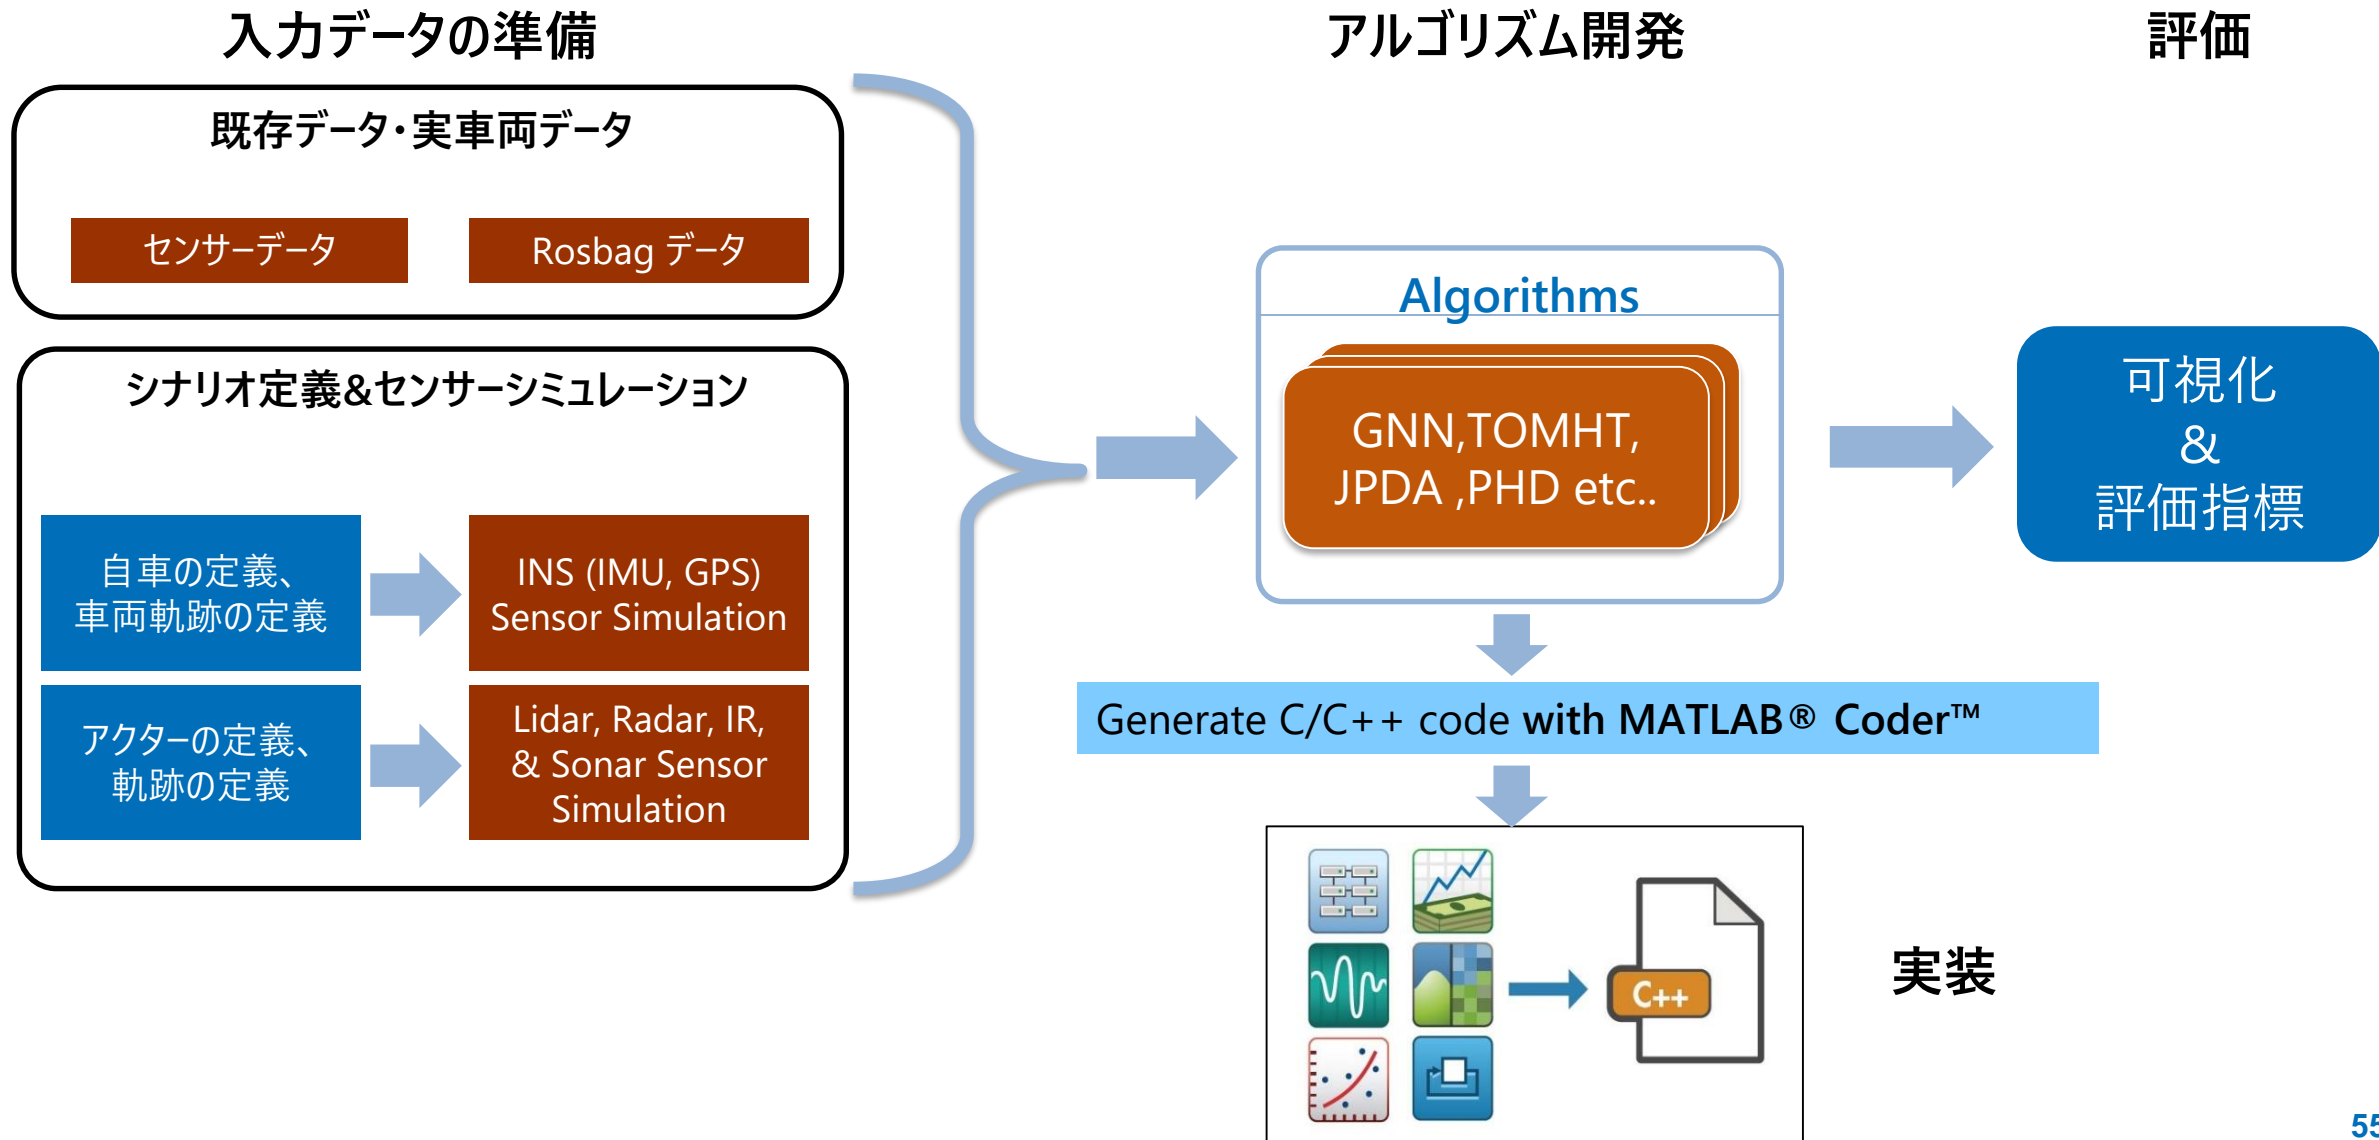 入力データの準備
アルゴリズム開発
評価
既存データ・実車両データ
センサーデータ
Rosbag データ
シナリオ定義&センサーシミュレーション
自車の定義、
車両軌跡の定義
INS (IMU, GPS)
Sensor Simulation
アクターの定義、
軌跡の定義
Lidar, Radar, IR,
& Sonar Sensor
Simulation
Algorithms
GNN,TOMHT,
JPDA ,PHD etc..
可視化
&
評価指標
Generate C/C++ code with MATLAB® Coder™
C++
実装
55